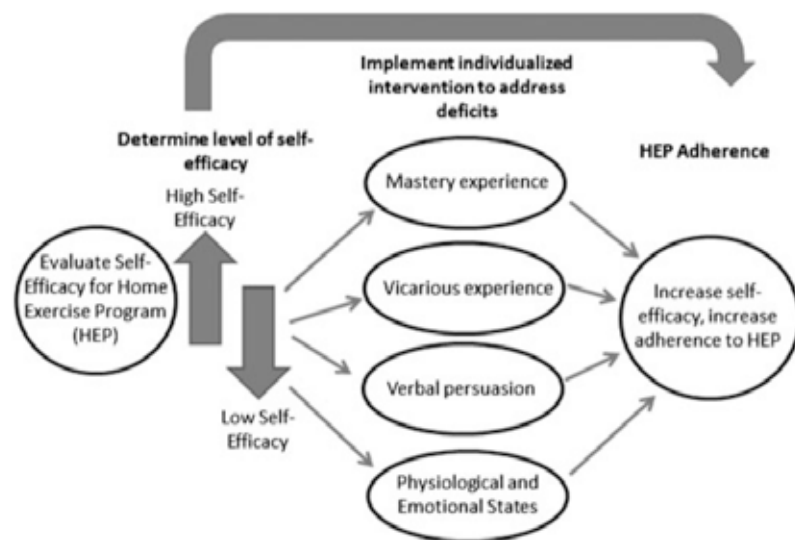 Implement individualized
intervention to address
deficits
Determine level of self-
efficacy
HEP Adherence
High Self-
Efficacy
Mastery experience
Evaluate Self-
Efficacy for Home
Exercise Program
(HEP)
Vicarious experience
Increase self-
efficacy, increase
adherence to HEP
Verbal persuasion
Low Self-
Efficacy
Physiological and
Emotional States